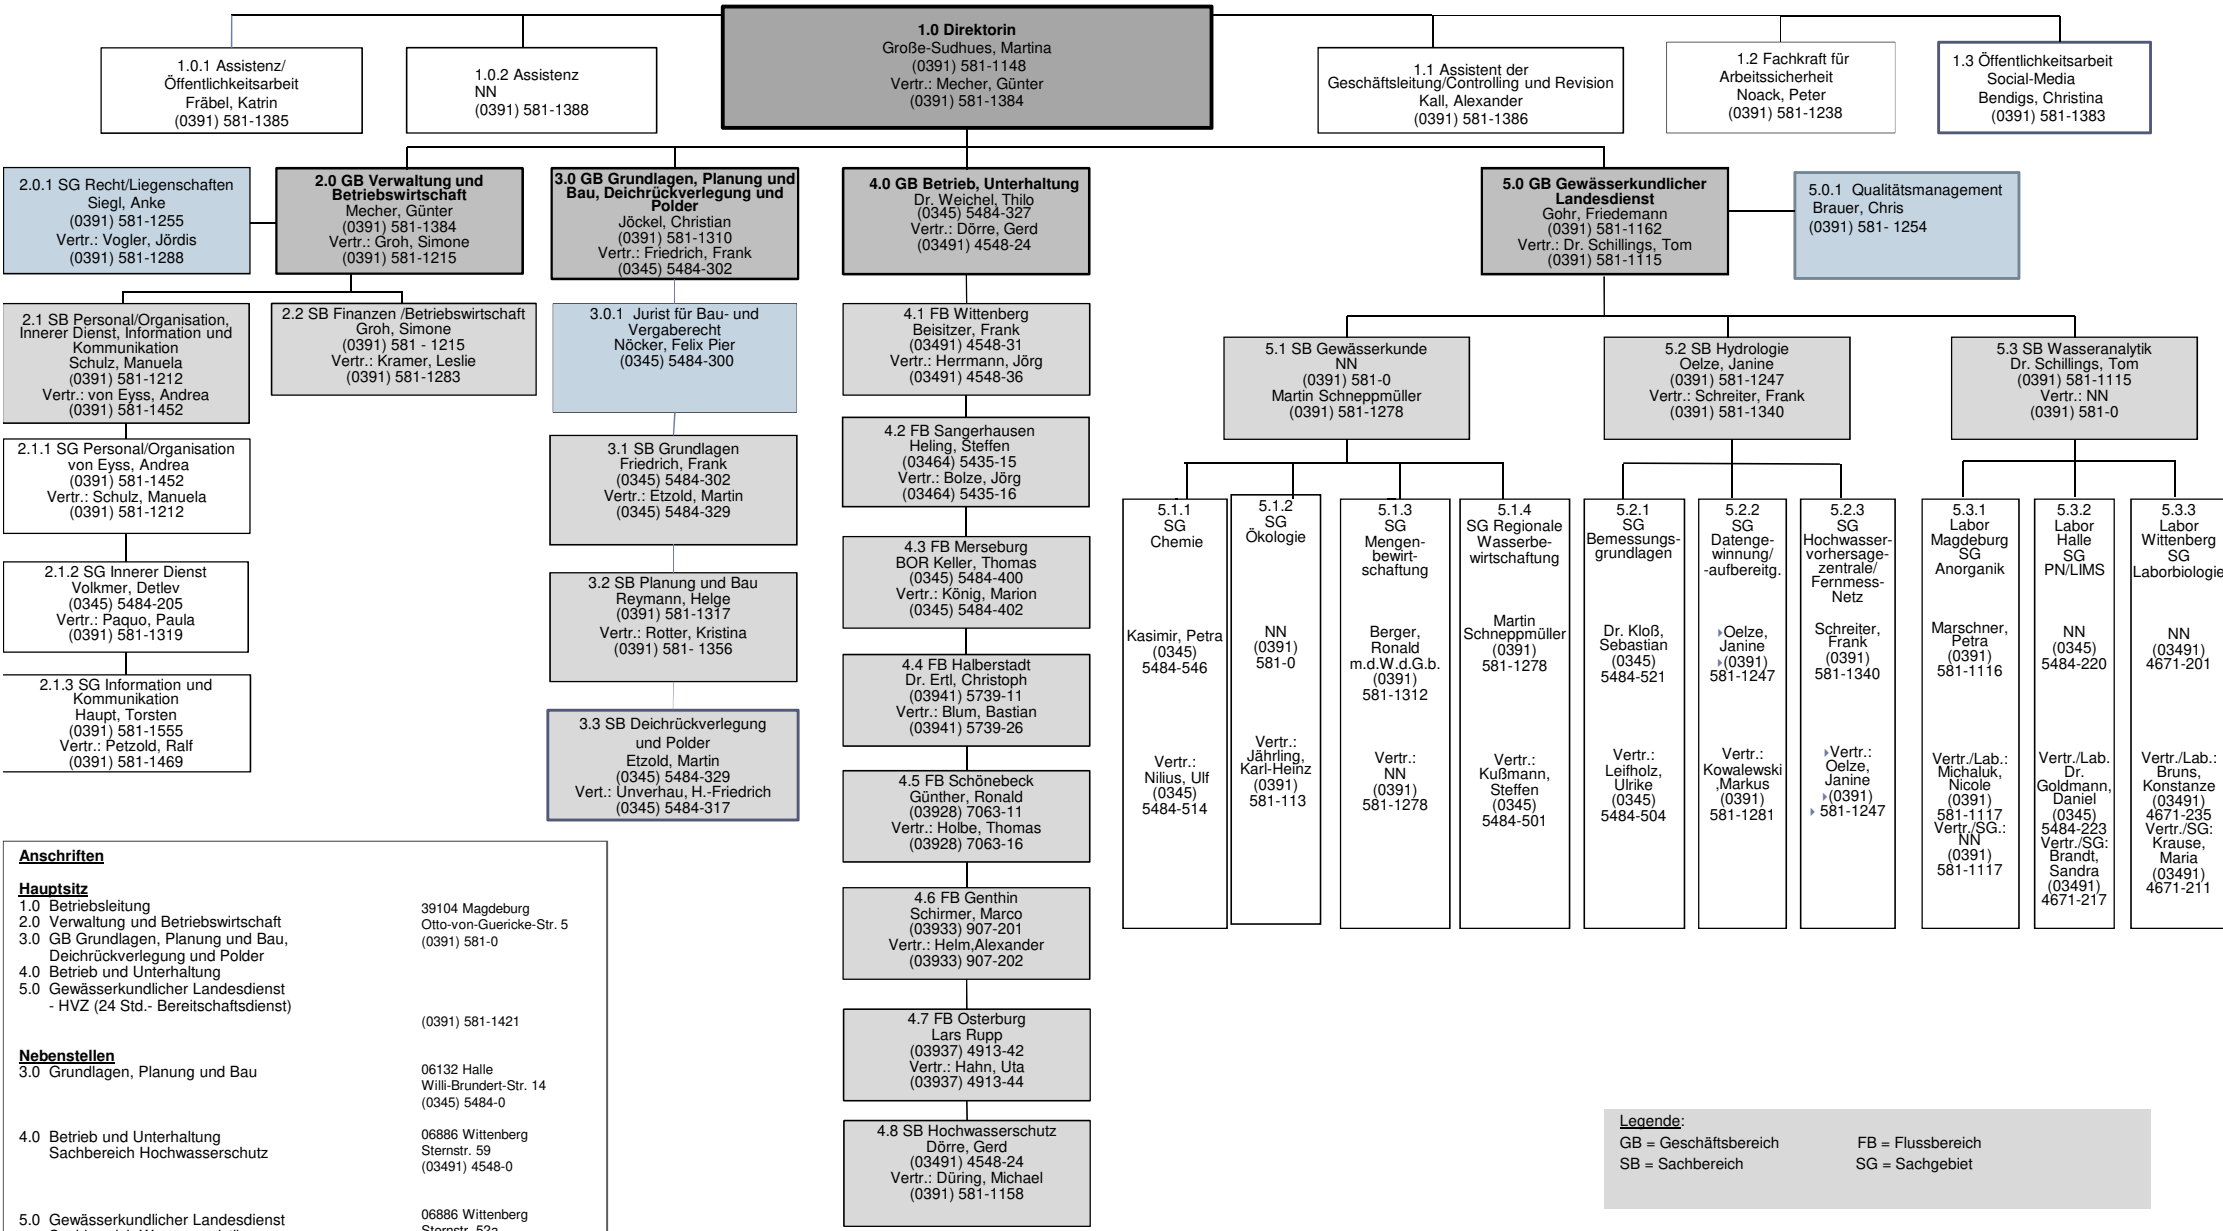 1.0 Direktorin
Große-Sudhues, Martina
(0391) 581-1148
Vertr.: Mecher, Günter
(0391) 581-1384
1.0.1 Assistenz/
Öffentlichkeitsarbeit
Fräbel, Katrin
(0391) 581-1385
1.0.2 Assistenz
NN
(0391) 581-1388
1.1 Assistent der
Geschäftsleitung/Controlling und Revision
Kall, Alexander
(0391) 581-1386
1.2 Fachkraft für
Arbeitssicherheit
Noack, Peter
(0391) 581-1238
1.3 Öffentlichkeitsarbeit
Social-Media
Bendigs, Christina
(0391) 581-1383
2.0.1 SG Recht/Liegenschaften
Siegl, Anke
(0391) 581-1255
Vertr.: Vogler, Jördis
(0391) 581-1288
2.0 GB Verwaltung und
Betriebswirtschaft
Mecher, Günter
(0391) 581-1384
Vertr.: Groh, Simone
(0391) 581-1215
3.0 GB Grundlagen, Planung und
Bau, Deichrückverlegung und
Polder
Jöckel, Christian
(0391) 581-1310
Vertr.: Friedrich, Frank
(0345) 5484-302
4.0 GB Betrieb, Unterhaltung
Dr. Weichel, Thilo
(0345) 5484-327
Vertr.: Dörre, Gerd
(03491) 4548-24
5.0 GB Gewässerkundlicher
Landesdienst
Gohr, Friedemann
(0391) 581-1162
Vertr.: Dr. Schillings, Tom
(0391) 581-1115
5.0.1 Qualitätsmanagement
Brauer, Chris
(0391) 581- 1254
2.1 SB Personal/Organisation,
Innerer Dienst, Information und
Kommunikation
Schulz, Manuela
(0391) 581-1212
Vertr.: von Eyss, Andrea
(0391) 581-1452
2.2 SB Finanzen /Betriebswirtschaft
Groh, Simone
(0391) 581 - 1215
Vertr.: Kramer, Leslie
(0391) 581-1283
2.1.1 SG Personal/Organisation
von Eyss, Andrea
(0391) 581-1452
Vertr.: Schulz, Manuela
(0391) 581-1212
2.1.2 SG Innerer Dienst
Volkmer, Detlev
(0345) 5484-205
Vertr.: Paquo, Paula
(0391) 581-1319
2.1.3 SG Information und
Kommunikation
Haupt, Torsten
(0391) 581-1555
Vertr.: Petzold, Ralf
(0391) 581-1469
3.0.1 Jurist für Bau- und
Vergaberecht
Nöcker, Felix Pier
(0345) 5484-300
3.1 SB Grundlagen
Friedrich, Frank
(0345) 5484-302
Vertr.: Etzold, Martin
(0345) 5484-329
3.2 SB Planung und Bau
Reymann, Helge
(0391) 581-1317
Vertr.: Rotter, Kristina
(0391) 581- 1356
3.3 SB Deichrückverlegung
und Polder
Etzold, Martin
(0345) 5484-329
Vert.: Unverhau, H.-Friedrich
(0345) 5484-317
4.1 FB Wittenberg
Beisitzer, Frank
(03491) 4548-31
Vertr.: Herrmann, Jörg
(03491) 4548-36
4.2 FB Sangerhausen
Heling, Steffen
(03464) 5435-15
Vertr.: Bolze, Jörg
(03464) 5435-16
4.3 FB Merseburg
BOR Keller, Thomas
(0345) 5484-400
Vertr.: König, Marion
(0345) 5484-402
4.4 FB Halberstadt
Dr. Ertl, Christoph
(03941) 5739-11
Vertr.: Blum, Bastian
(03941) 5739-26
4.5 FB Schönebeck
Günther, Ronald
(03928) 7063-11
Vertr.: Holbe, Thomas
(03928) 7063-16
4.6 FB Genthin
Schirmer, Marco
(03933) 907-201
Vertr.: Helm,Alexander
(03933) 907-202
4.7 FB Osterburg
Lars Rupp
(03937) 4913-42
Vertr.: Hahn, Uta
(03937) 4913-44
4.8 SB Hochwasserschutz
Dörre, Gerd
(03491) 4548-24
Vertr.: Düring, Michael
(0391) 581-1158
5.1 SB Gewässerkunde
NN
(0391) 581-0
Martin Schneppmüller
(0391) 581-1278
5.2 SB Hydrologie
Oelze, Janine
(0391) 581-1247
Vertr.: Schreiter, Frank
(0391) 581-1340
5.3 SB Wasseranalytik
Dr. Schillings, Tom
(0391) 581-1115
Vertr.: NN
(0391) 581-0
5.1.1
SG
Chemie
Kasimir, Petra
(0345)
5484-546
Vertr.:
Nilius, Ulf
(0345)
5484-514
5.1.2
SG
Ökologie
NN
(0391)
581-0
Vertr.:
Jährling,
Karl-Heinz
(0391)
581-113
5.1.3
SG
Mengen-
bewirt-
schaftung
Berger,
Ronald
m.d.W.d.G.b.
(0391)
581-1312
Vertr.:
NN
(0391)
581-1278
5.1.4
SG Regionale
Wasserbe-
wirtschaftung
Martin
Schneppmüller
(0391)
581-1278
Vertr.:
Kußmann,
Steffen
(0345)
5484-501
5.2.1
SG
Bemessungs-
grundlagen
Dr. Kloß,
Sebastian
(0345)
5484-521
Vertr.:
Leifholz,
Ulrike
(0345)
5484-504
5.2.2
SG
Datenge-
winnung/
-aufbereitg.
Oelze,
Janine
(0391)
581-1247
Vertr.:
Kowalewski
,Markus
(0391)
581-1281
5.2.3
SG
Hochwasser-
vorhersage-
zentrale/
Fernmess-
Netz
Schreiter,
Frank
(0391)
581-1340
Vertr.:
Oelze,
Janine
(0391)
581-1247
5.3.1
Labor
Magdeburg
SG
Anorganik
Marschner,
Petra
(0391)
581-1116
Vertr./Lab.:
Michaluk,
Nicole
(0391)
581-1117
Vertr./SG.:
NN
(0391)
581-1117
5.3.2
Labor
Halle
SG
PN/LIMS
NN
(0345)
5484-220
Vertr./Lab.
Dr.
Goldmann,
Daniel
(0345)
5484-223
Vertr./SG:
Brandt,
Sandra
(03491)
4671-217
5.3.3
Labor
Wittenberg
SG
Laborbiologie
NN
(03491)
4671-201
Vertr./Lab.:
Bruns,
Konstanze
(03491)
4671-235
Vertr./SG:
Krause,
Maria
(03491)
4671-211
Anschriften
Hauptsitz
1.0 Betriebsleitung
2.0 Verwaltung und Betriebswirtschaft
3.0 GB Grundlagen, Planung und Bau,
Deichrückverlegung und Polder
4.0 Betrieb und Unterhaltung
5.0 Gewässerkundlicher Landesdienst
- HVZ (24 Std.- Bereitschaftsdienst)
39104 Magdeburg
Otto-von-Guericke-Str. 5
(0391) 581-0
(0391) 581-1421
Nebenstellen
3.0 Grundlagen, Planung und Bau
06132 Halle
Willi-Brundert-Str. 14
(0345) 5484-0
4.0 Betrieb und Unterhaltung
Sachbereich Hochwasserschutz
06886 Wittenberg
Sternstr. 59
(03491) 4548-0
5.0 Gewässerkundlicher Landesdienst
06886 Wittenberg
Legende:
GB = Geschäftsbereich
FB = Flussbereich
SB = Sachbereich
SG = Sachgebiet